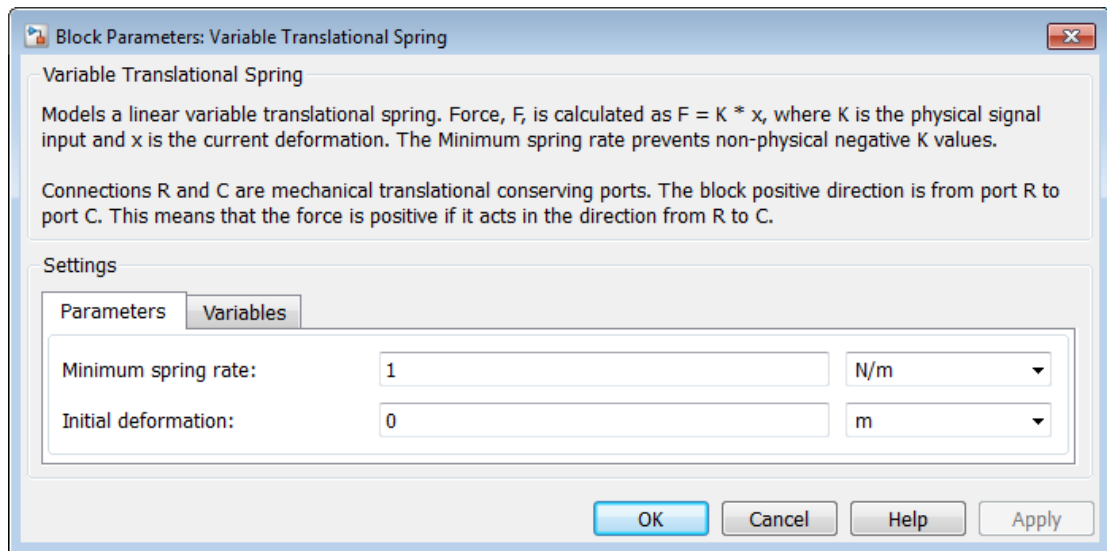 Block Parameters: Variable Translational Spring
Variable Translational Spring
Models a linear variable translational spring. Force, F, is calculated as F = K * x, where K is the physical signal
input and x is the current deformation. The Minimum spring rate prevents non-physical negative K values.
Connections R and C are mechanical translational conserving ports. The block positive direction is from port R to
port C. This means that the force is positive if it acts in the direction from R to C.
Settings
Parameters Variables
Minimum spring rate: 1 N/m
Initial deformation: 0 m
OK Cancel Help Apply